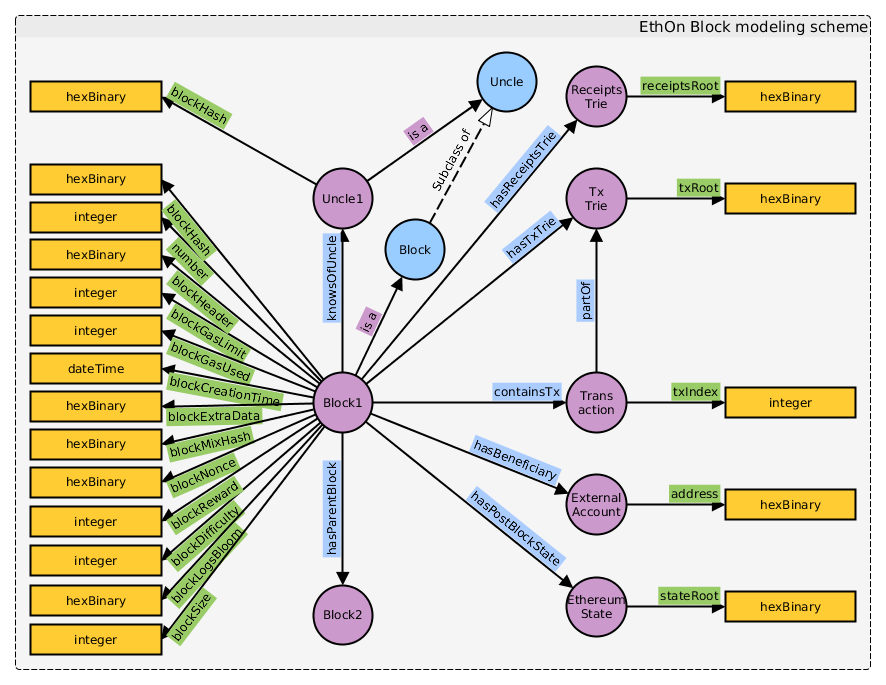 EthOn Block modeling scheme
hexBinary
blockHash
Uncle
is a
Receipts
Trie
receiptsRoot
hexBinary
Subclass of
hasReceiptsTrie
Uncle1
Tx
Trie
txRoot
hexBinary
hasTxTrie
Block
knowsOfUncle
is a
partOf
hexBinary
integer
hexBinary
integer
integer
dateTime
hexBinary
hexBinary
hexBinary
integer
integer
hexBinary
integer
blockHash
number
blockHeader
blockGasLimit
blockGasUsed
blockCreationTime
blockExtraData
blockMixHash
blockNonce
blockReward
blockDifficulty
blockLogsBloom
blockSize
Block1
containsTx
Trans
action
txIndex
integer
hasBeneficiary
External
Account
address
hexBinary
hasPostBlockState
Ethereum
State
stateRoot
hexBinary
hasParentBlock
Block2